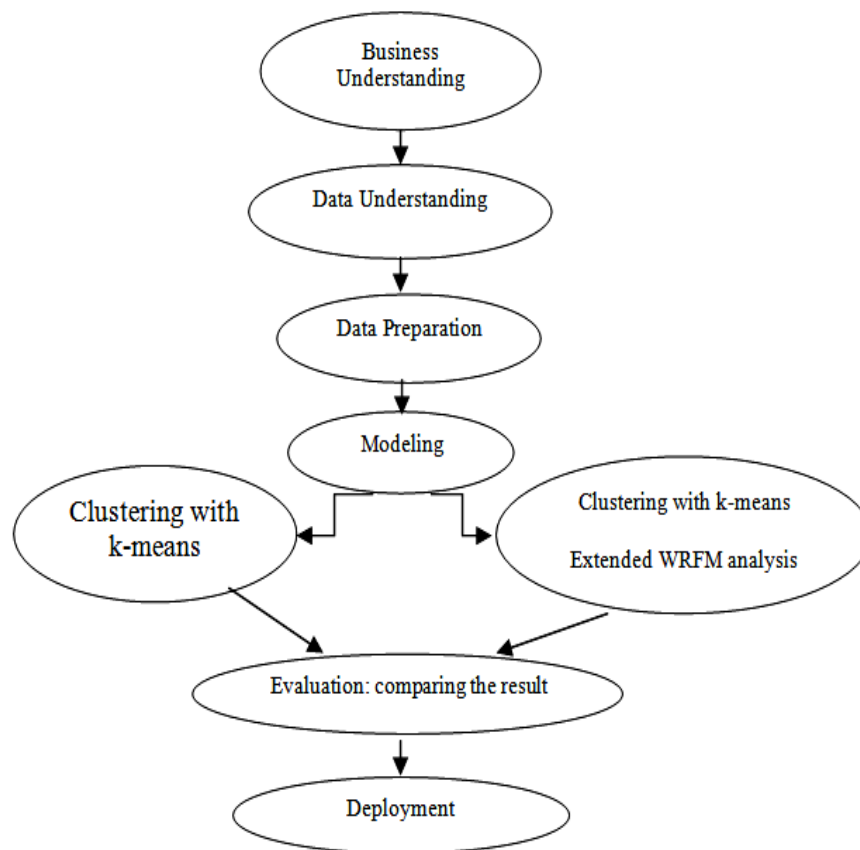 Business
Understanding
Data Understanding
Data Preparation
Modeling
Clustering with
k-means
Clustering with k-means
Extended WRFM analysis
Evaluation: comparing the result
Deployment